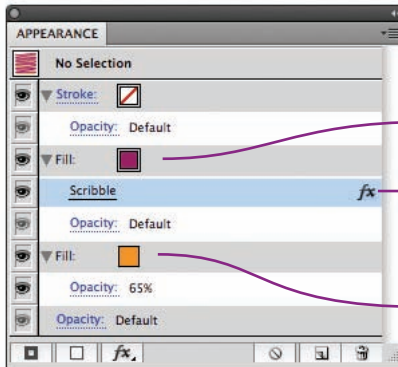 APPEARANCE
No Selection
Stroke:
Opacity: Default
Fill:
Scribble fx
Opacity: Default
Fill:
Opacity: 65%
Opacity: Default
fx